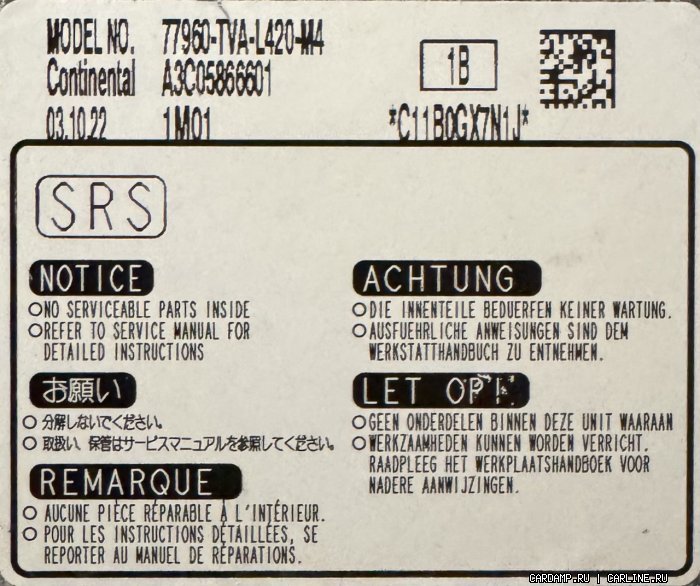 MODEL NO. 77960-TVA-L420-M4
Continental A3C05866601
03.10.22 1M01
1B
*C11B0GX7N1J*
SRS
NOTICE
○NO SERVICEABLE PARTS INSIDE
○REFER TO SERVICE MANUAL FOR
DETAILED INSTRUCTIONS
お願い
○ 分解しないでください。
○ 取扱い、保管はサービスマニュアルを参照してください。
REMARQUE
○ AUCUNE PIÈCE RÉPARABLE À L'INTÉRIEUR.
○ POUR LES INSTRUCTIONS DÉTAILLÉES, SE
REPORTER AU MANUEL DE RÉPARATIONS.
ACHTUNG
○DIE INNENTEILE BEDUERFEN KEINER WARTUNG.
○AUSFUEHRLICHE ANWEISUNGEN SIND DEM
WERKSTATTHANDBUCH ZU ENTNEHMEN.
LET OP!
○GEEN ONDERDELEN BINNEN DEZE UNIT WAARAAN
○WERKZAAMHEDEN KUNNEN WORDEN VERRICHT.
RAADPLEEG HET WERKPLAATSHANDBOEK VOOR
NADERE AANWIJZINGEN.
CARDAMP.RU | CARLINE.RU